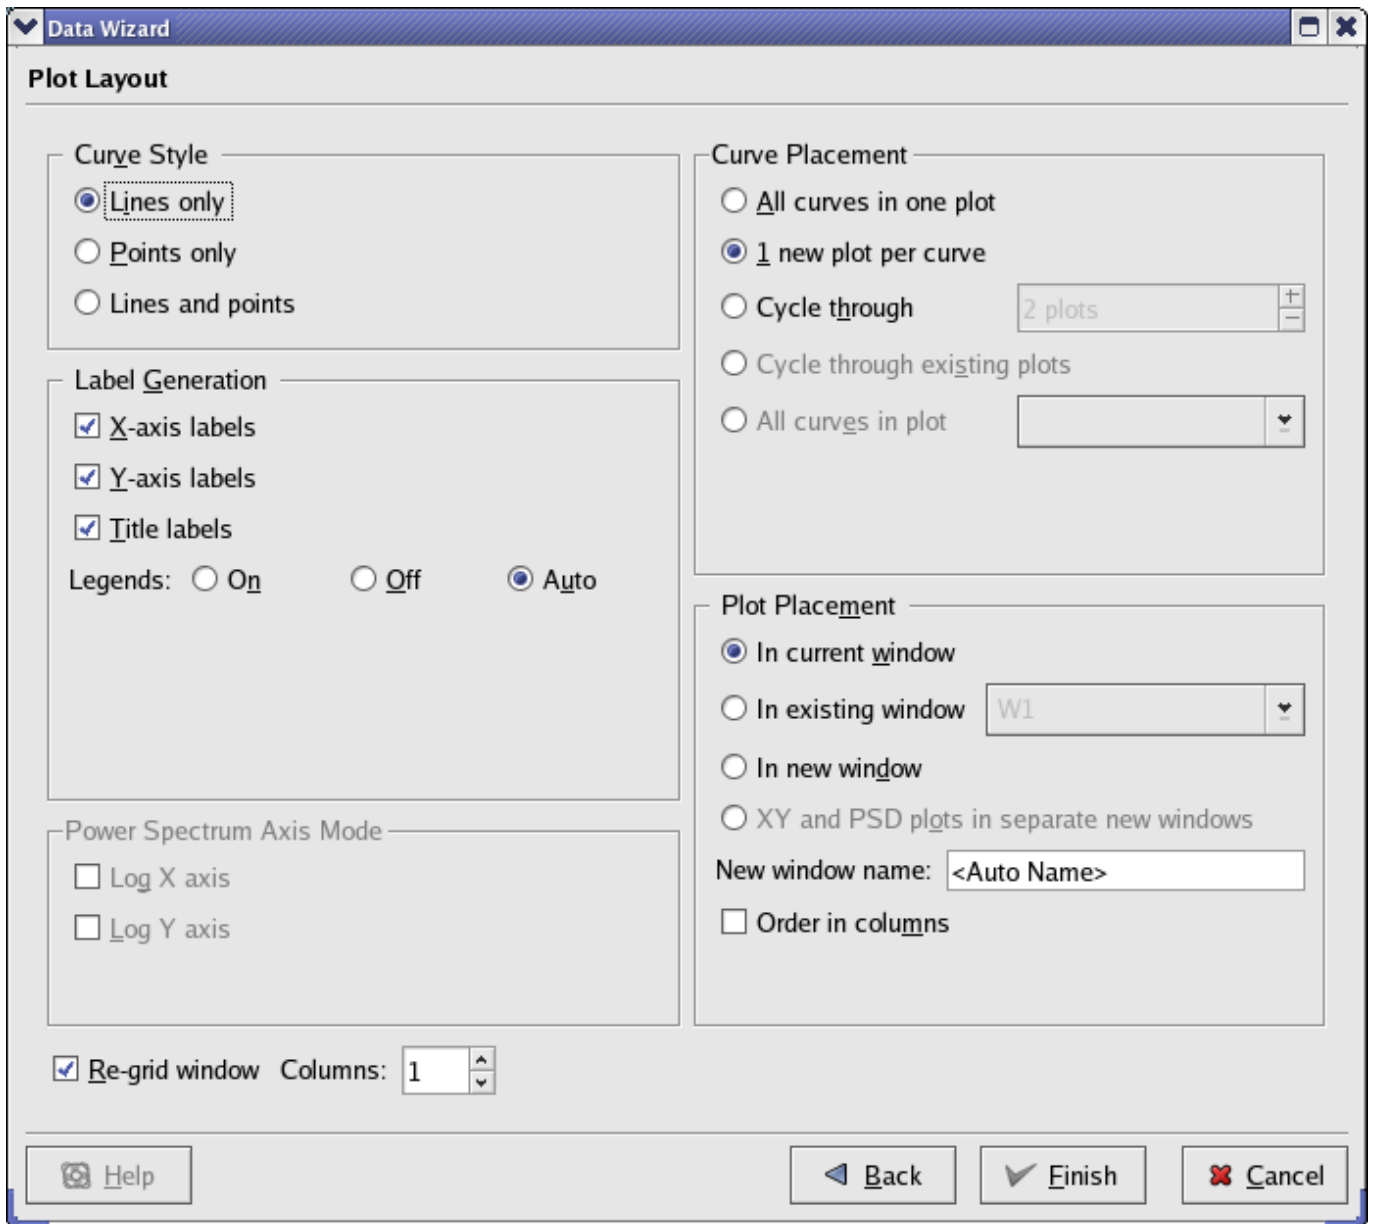 Data Wizard
Plot Layout
Curve Style
Lines only
Points only
Lines and points
Label Generation
X-axis labels
Y-axis labels
Title labels
Legends: On Off Auto
Power Spectrum Axis Mode
Log X axis
Log Y axis
Curve Placement
All curves in one plot
1 new plot per curve
Cycle through 2 plots
Cycle through existing plots
All curves in plot
Plot Placement
In current window
In existing window W1
In new window
XY and PSD plots in separate new windows
New window name: <Auto Name>
Order in columns
Re-grid window Columns: 1
Help Back Finish Cancel